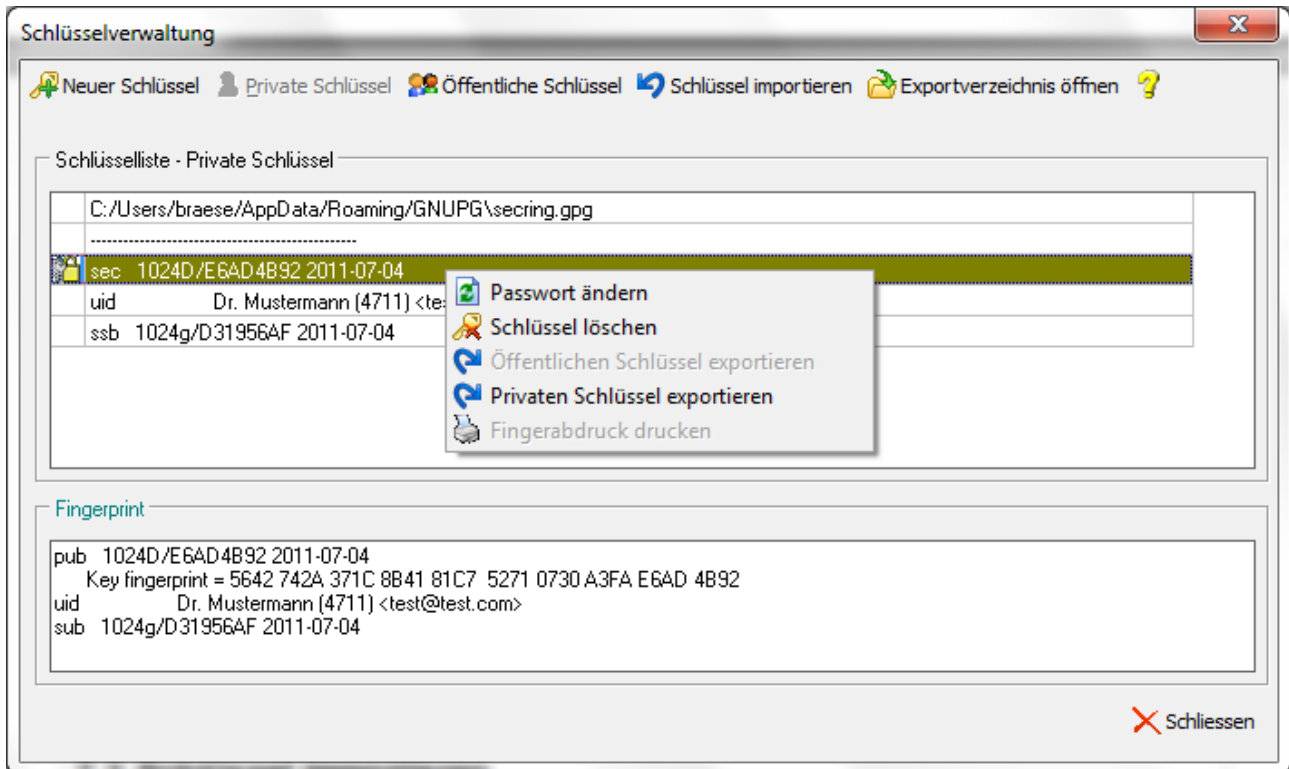 Schlüsselverwaltung
Neuer Schlüssel Private Schlüssel Öffentliche Schlüssel Schlüssel importieren Exportverzeichnis öffnen
Schlüsselliste - Private Schlüssel
C:/Users/braese/AppData/Roaming/GNUPG\secring.gpg
------------------------------------------------
sec 1024D/E6AD4B92 2011-07-04
uid Dr. Mustermann (4711) <te
ssb 1024g/D31956AF 2011-07-04
Passwort ändern
Schlüssel löschen
Öffentlichen Schlüssel exportieren
Privaten Schlüssel exportieren
Fingerabdruck drucken
Fingerprint
pub 1024D/E6AD4B92 2011-07-04
Key fingerprint = 5642 742A 371C 8B41 81C7 5271 0730 A3FA E6AD 4B92
uid Dr. Mustermann (4711) <test@test.com>
sub 1024g/D31956AF 2011-07-04
Schliessen